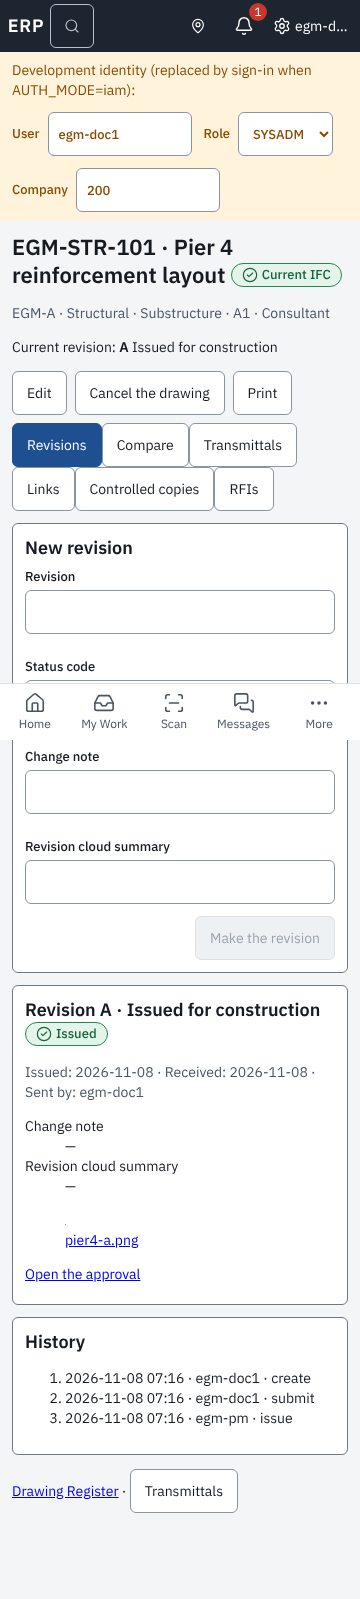 ERP
1
egm-d...
Development identity (replaced by sign-in when
AUTH_MODE=iam):
User egm-doc1 Role SYSADM
Company 200
EGM-STR-101 · Pier 4
reinforcement layout Current IFC
EGM-A · Structural · Substructure · A1 · Consultant
Current revision: A Issued for construction
Edit Cancel the drawing Print
Revisions Compare Transmittals
Links Controlled copies RFIs
New revision
Revision
Status code
Home My Work Scan Messages More
Change note
Revision cloud summary
Make the revision
Revision A · Issued for construction
Issued
Issued: 2026-11-08 · Received: 2026-11-08 ·
Sent by: egm-doc1
Change note
—
Revision cloud summary
—
pier4-a.png
Open the approval
History
1. 2026-11-08 07:16 · egm-doc1 · create
2. 2026-11-08 07:16 · egm-doc1 · submit
3. 2026-11-08 07:16 · egm-pm · issue
Drawing Register · Transmittals